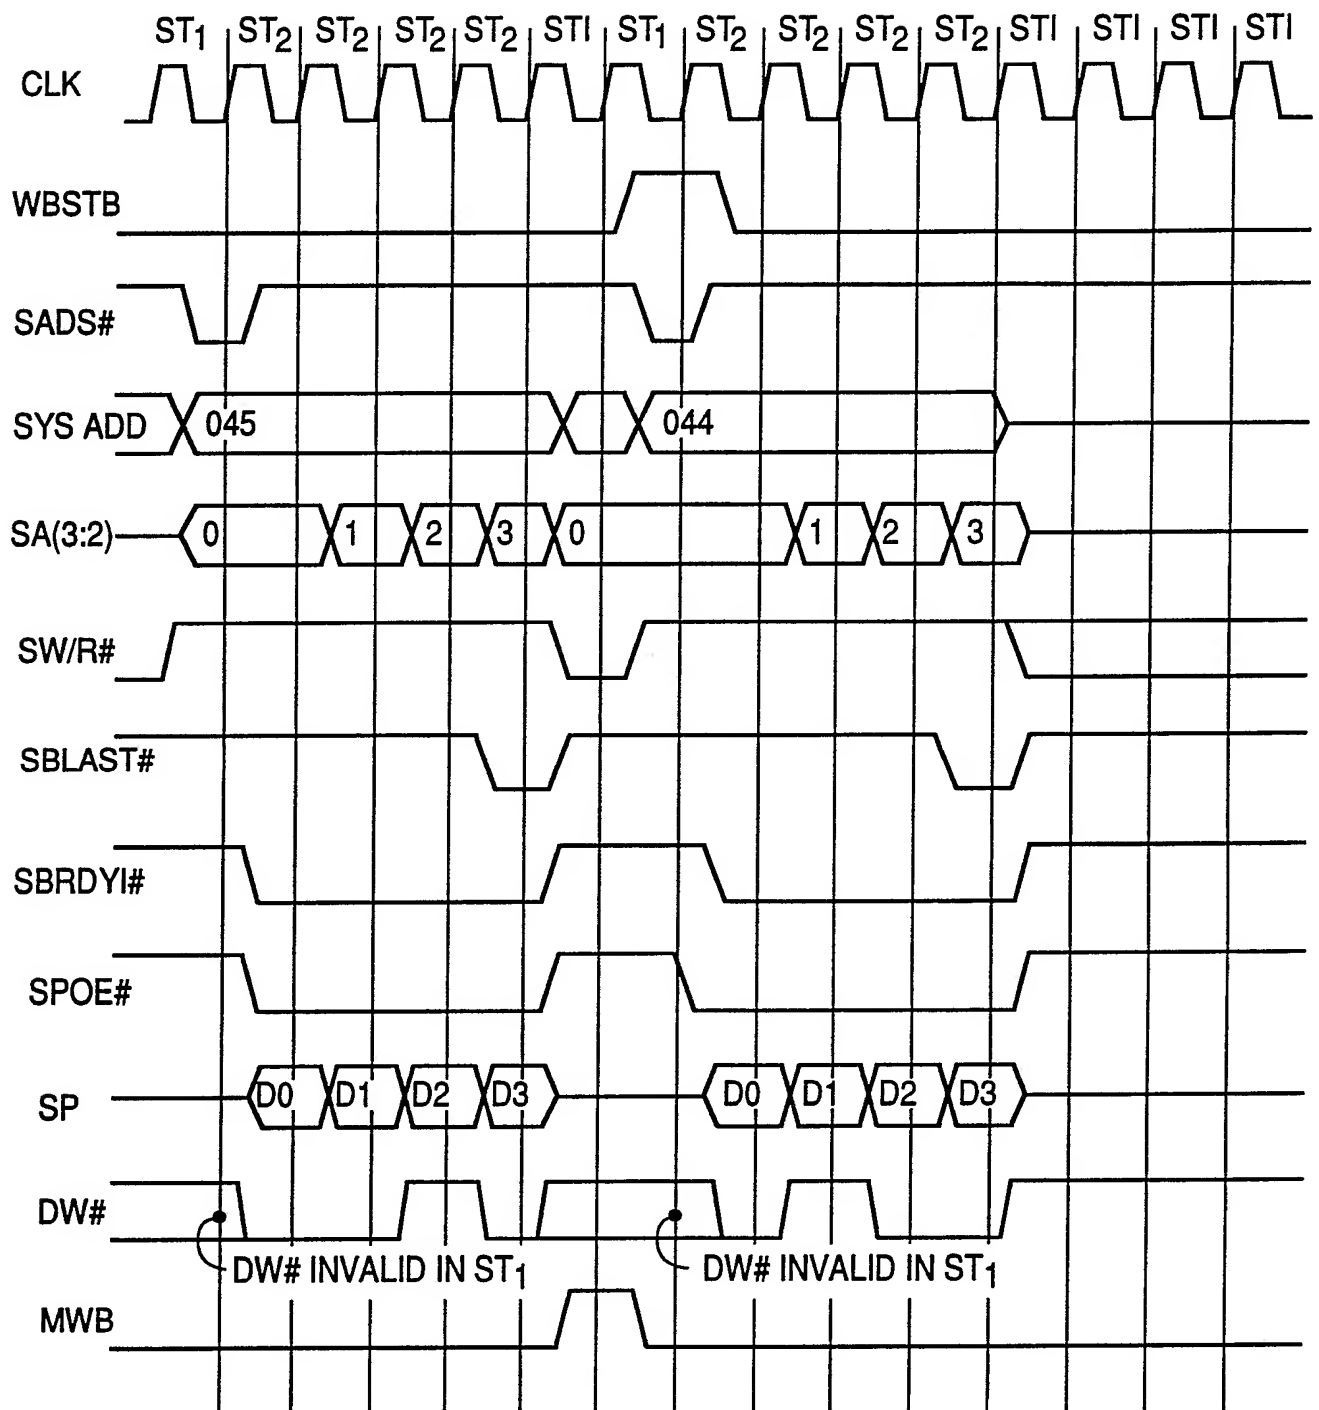 ST1 ST2 ST2 ST2 ST2 STI ST1 ST2 ST2 ST2 ST2 STI STI STI STI
CLK
WBSTB
SADS#
SYS ADD 045 044
SA(3:2) 0 1 2 3 0 1 2 3
SW/R#
SBLAST#
SBRDYI#
SPOE#
SP D0 D1 D2 D3 D0 D1 D2 D3
DW#
DW# INVALID IN ST1 DW# INVALID IN ST1
MWB